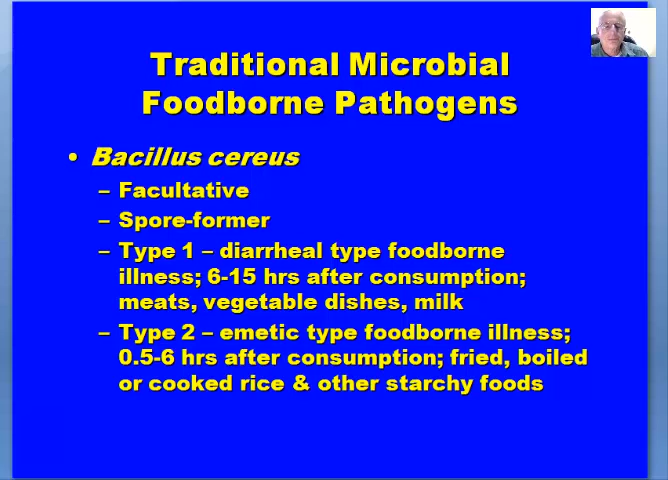 Traditional Microbial
Foodborne Pathogens
• Bacillus cereus
– Facultative
– Spore-former
– Type 1 – diarrheal type foodborne
illness; 6-15 hrs after consumption;
meats, vegetable dishes, milk
– Type 2 – emetic type foodborne illness;
0.5-6 hrs after consumption; fried, boiled
or cooked rice & other starchy foods